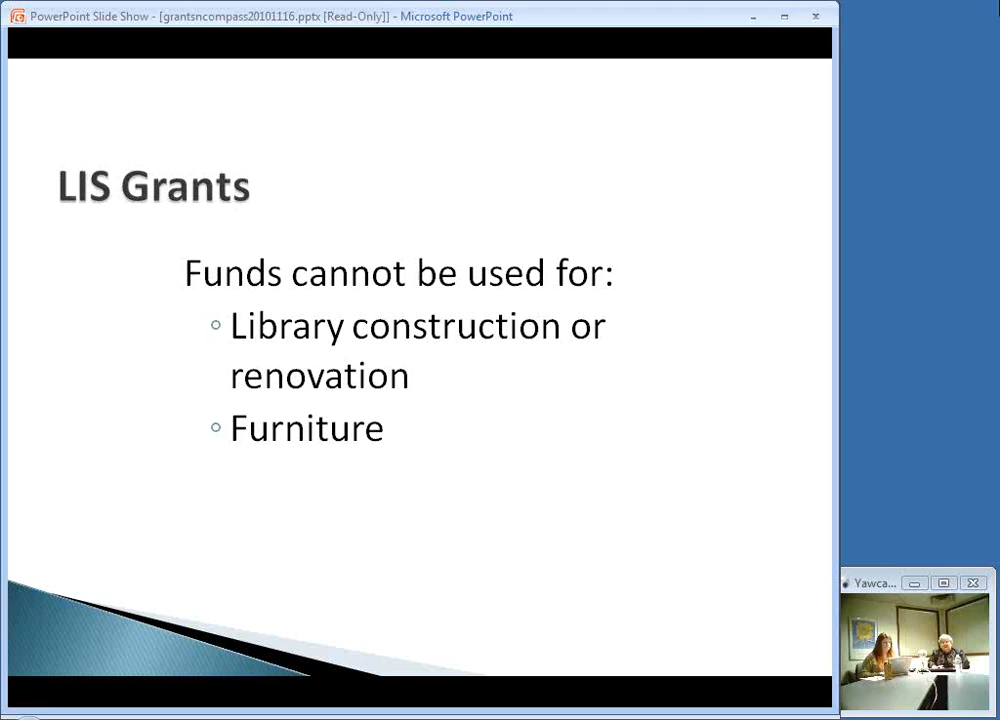 PowerPoint Slide Show - [grantsncompass20101116.pptx [Read-Only]] - Microsoft PowerPoint
LIS Grants
Funds cannot be used for:
Library construction or
renovation
Furniture
Yawca...